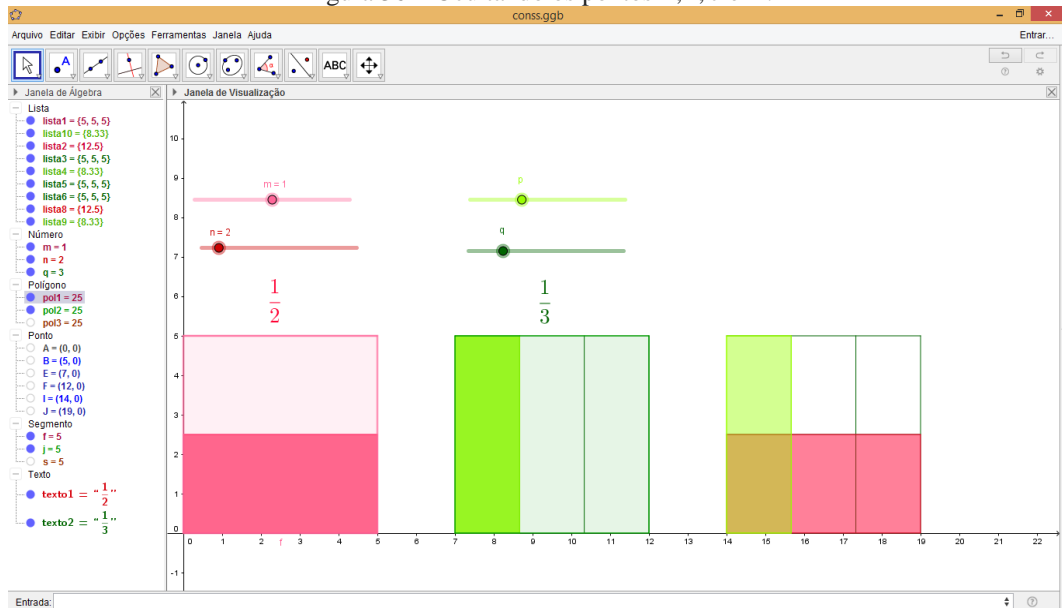 conss.ggb
Arquivo Editar Exibir Opções Ferramentas Janela Ajuda
Entrar...
A
ABC
Janela de Álgebra
Janela de Visualização
Lista
lista1 = {5, 5, 5}
lista10 = {8.33}
lista2 = {12.5}
lista3 = {5, 5, 5}
lista4 = {8.33}
lista5 = {5, 5, 5}
lista6 = {5, 5, 5}
lista8 = {12.5}
lista9 = {8.33}
Número
m = 1
n = 2
q = 3
Polígono
pol1 = 25
pol2 = 25
pol3 = 25
Ponto
A = (0, 0)
B = (5, 0)
E = (7, 0)
F = (12, 0)
I = (14, 0)
J = (19, 0)
Segmento
f = 5
j = 5
s = 5
Texto
texto1 = "1/2"
texto2 = "1/3"
m = 1
p
n = 2
q
1/2
1/3
10
9
8
7
6
5
4
3
2
1
0
-1
0 1 2 3 4 5 6 7 8 9 10 11 12 13 14 15 16 17 18 19 20 21 22
f
Entrada: